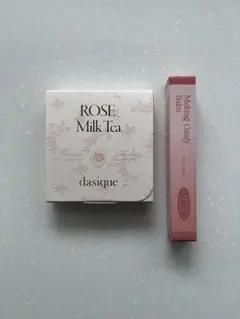 ROSE
Milk Tea
dasique
Melting Candy
Balm